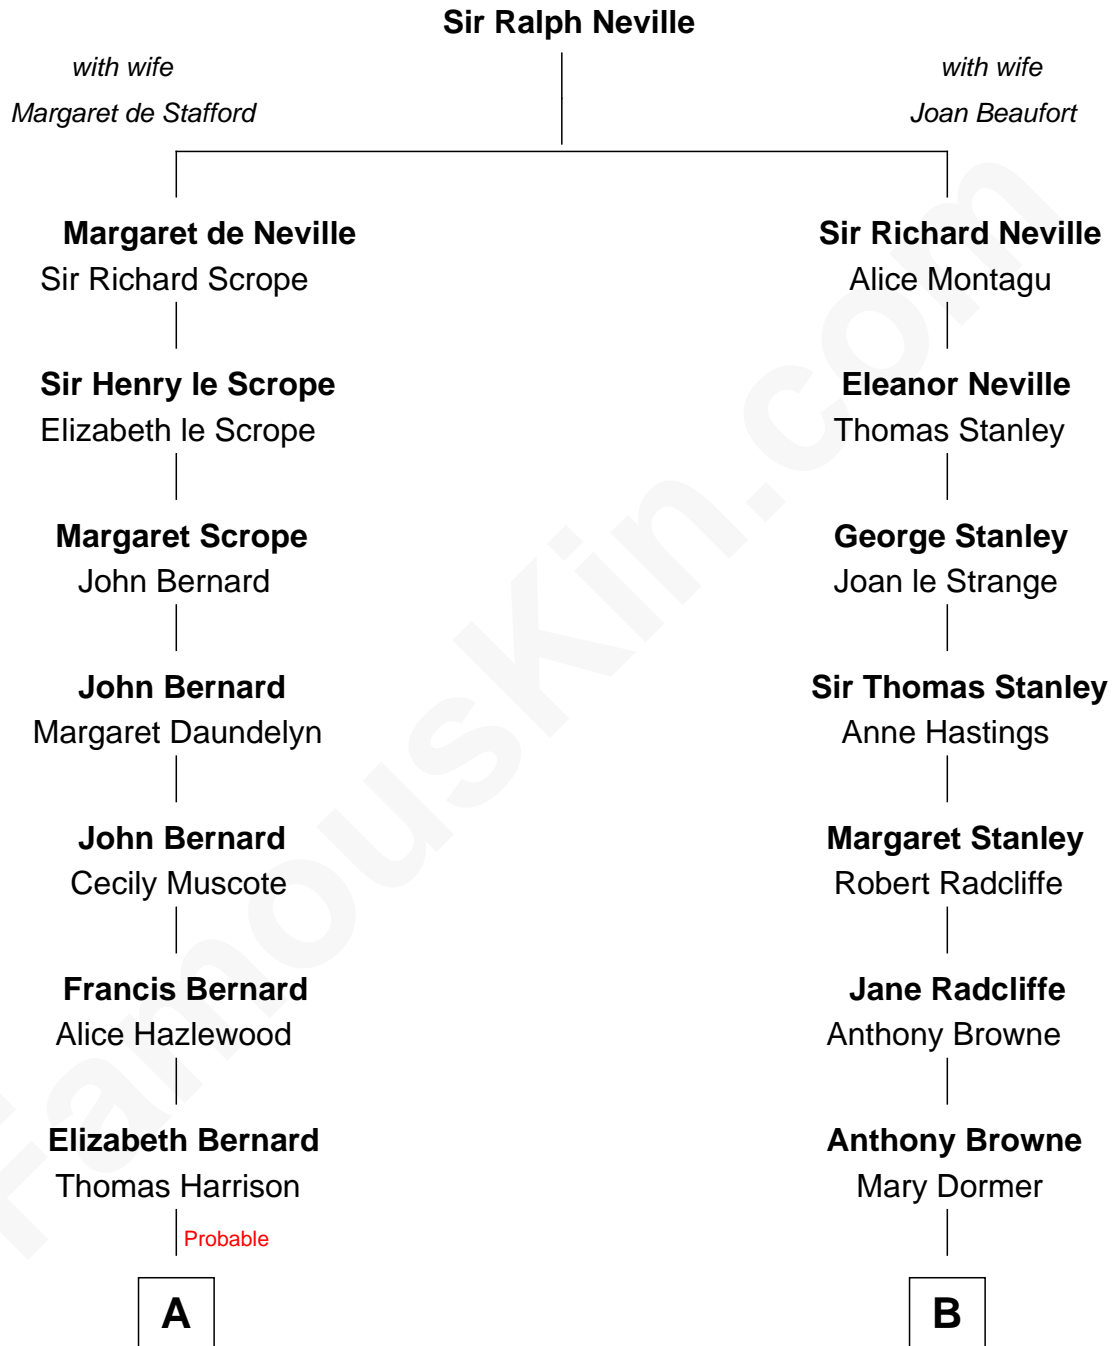 Sir Ralph Neville
with wife
Margaret de Stafford
with wife
Joan Beaufort
Margaret de Neville
Sir Richard Scrope
Sir Richard Neville
Alice Montagu
Sir Henry le Scrope
Elizabeth le Scrope
Eleanor Neville
Thomas Stanley
Margaret Scrope
John Bernard
George Stanley
Joan le Strange
John Bernard
Margaret Daundelyn
Sir Thomas Stanley
Anne Hastings
John Bernard
Cecily Muscote
Margaret Stanley
Robert Radcliffe
Francis Bernard
Alice Hazlewood
Jane Radcliffe
Anthony Browne
Elizabeth Bernard
Thomas Harrison
Probable
Anthony Browne
Mary Dormer
A
B
FamousKin.com